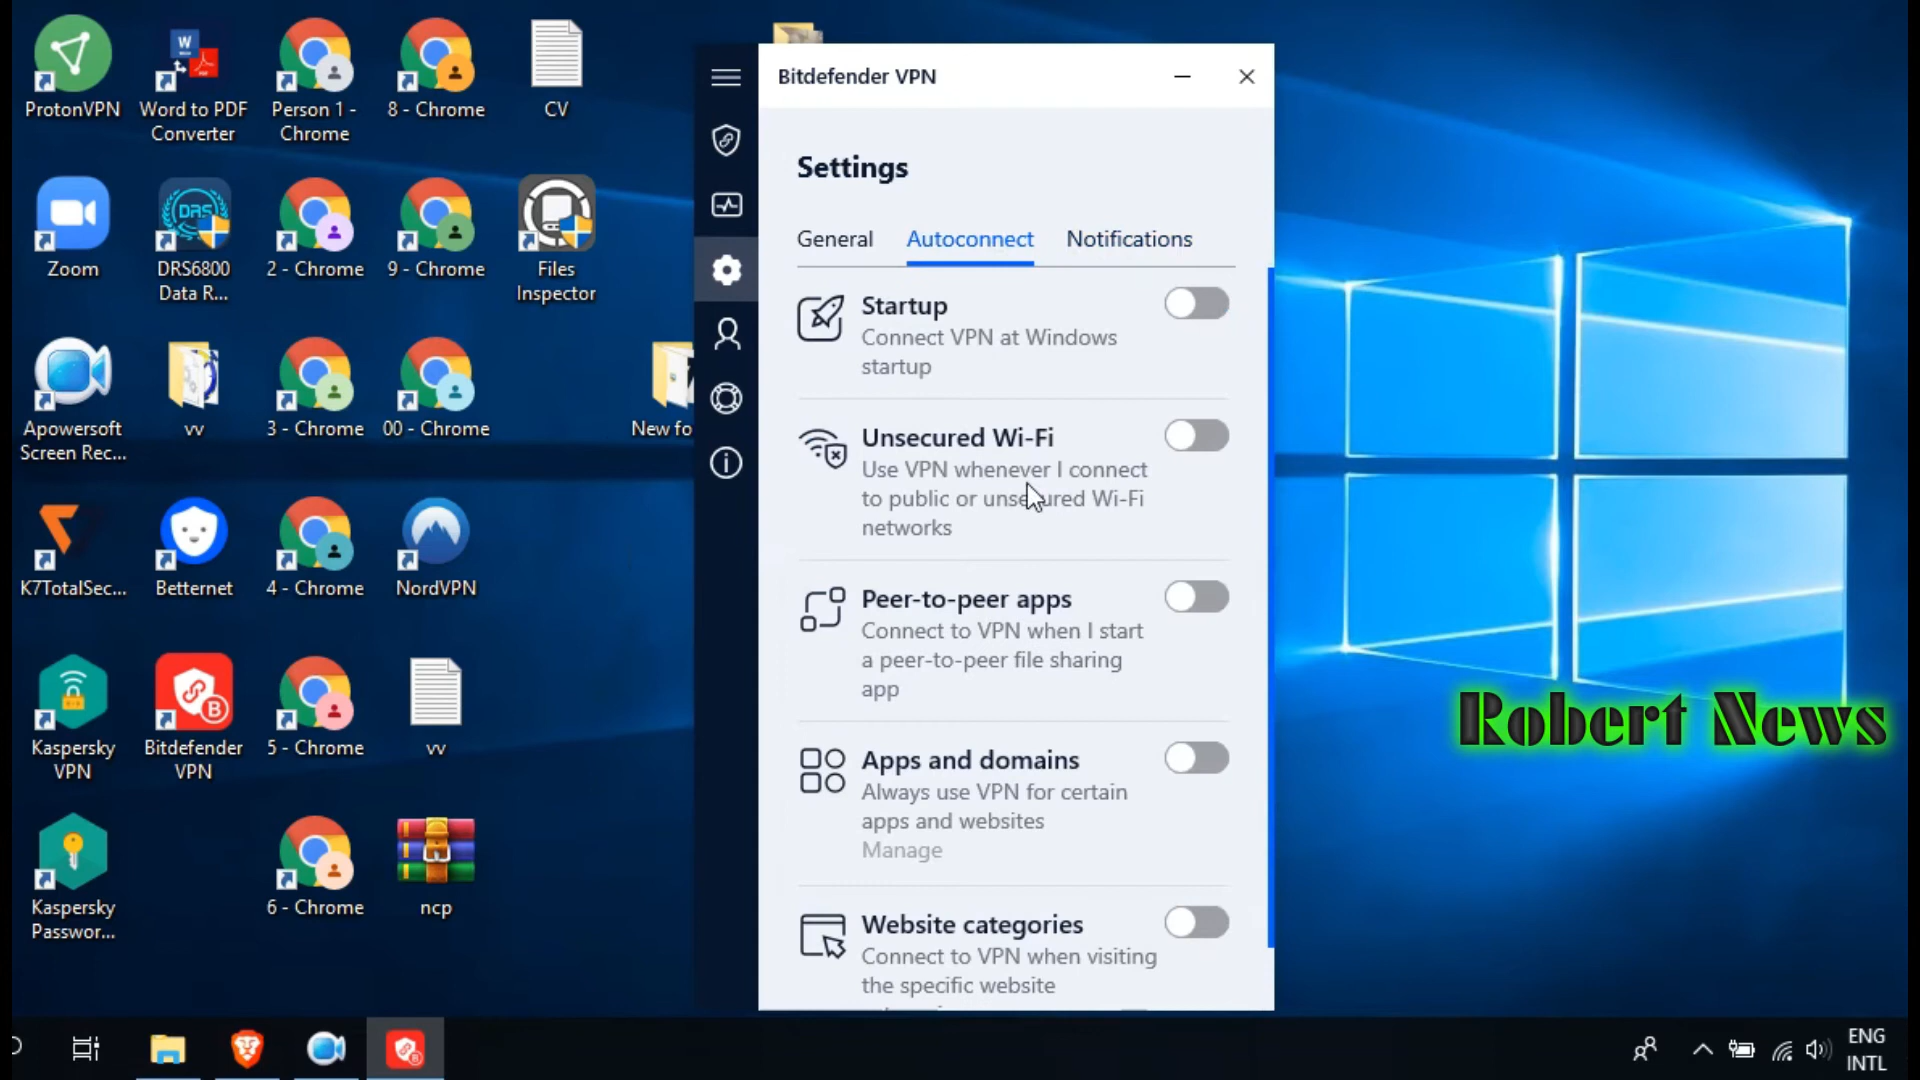 ProtonVPN
Word to PDF
Converter
Person 1 -
Chrome
8 - Chrome
CV
Zoom
DRS6800
Data R...
2 - Chrome
9 - Chrome
Files
Inspector
Apowersoft
Screen Rec...
vv
3 - Chrome
00 - Chrome
New fo
K7TotalSec...
Betternet
4 - Chrome
NordVPN
Kaspersky
VPN
Bitdefender
VPN
5 - Chrome
vv
Kaspersky
Passwor...
6 - Chrome
ncp
Bitdefender VPN
Settings
General
Autoconnect
Notifications
Startup
Connect VPN at Windows
startup
Unsecured Wi-Fi
Use VPN whenever I connect
to public or unsecured Wi-Fi
networks
Peer-to-peer apps
Connect to VPN when I start
a peer-to-peer file sharing
app
Apps and domains
Always use VPN for certain
apps and websites
Manage
Website categories
Connect to VPN when visiting
the specific website
Robert News
ENG
INTL